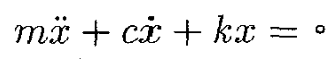 mẍ + cẋ + kx = °